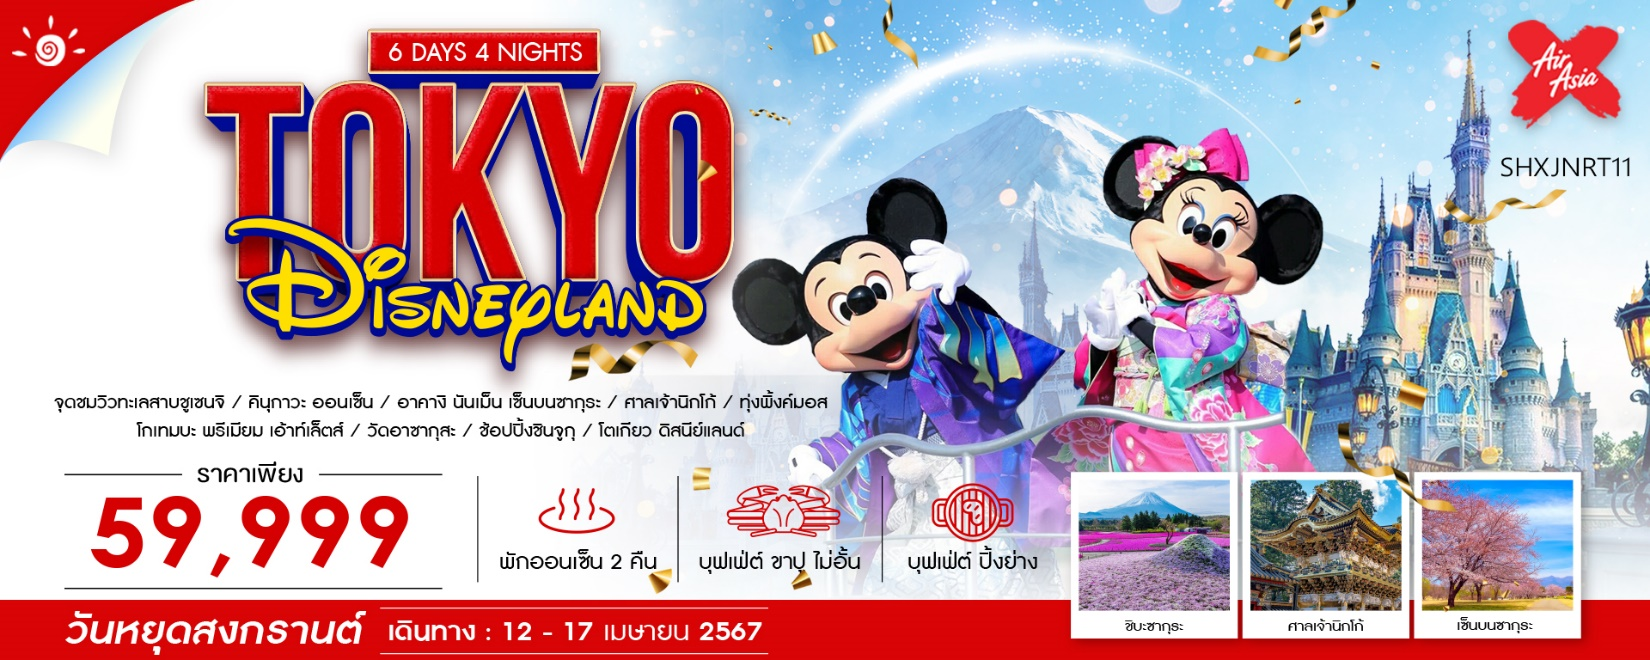 6 DAYS 4 NIGHTS
TOKYO
DISNEYLAND
Air
Asia
SHXJNRT11
จุดชมวิวทะเลสาบชูเซนจิ / คินุกาวะ ออนเซ็น / อาคางิ นันเม็น เซ็นบนซากุระ / ศาลเจ้านิกโก้ / ทุ่งพิ้งค์มอส
โกเทมบะ พรีเมียม เอ้าท์เล็ตส์ / วัดอาซากุสะ / ช้อปปิ้งชินจูกุ / โตเกียว ดิสนีย์แลนด์
ราคาเพียง
59,999
พักออนเซ็น 2 คืน
บุฟเฟ่ต์ ขาปู ไม่อั้น
บุฟเฟ่ต์ ปิ้งย่าง
ชิบะซากุระ
ศาลเจ้านิกโก้
เซ็นบนซากุระ
วันหยุดสงกรานต์
เดินทาง : 12 - 17 เมษายน 2567